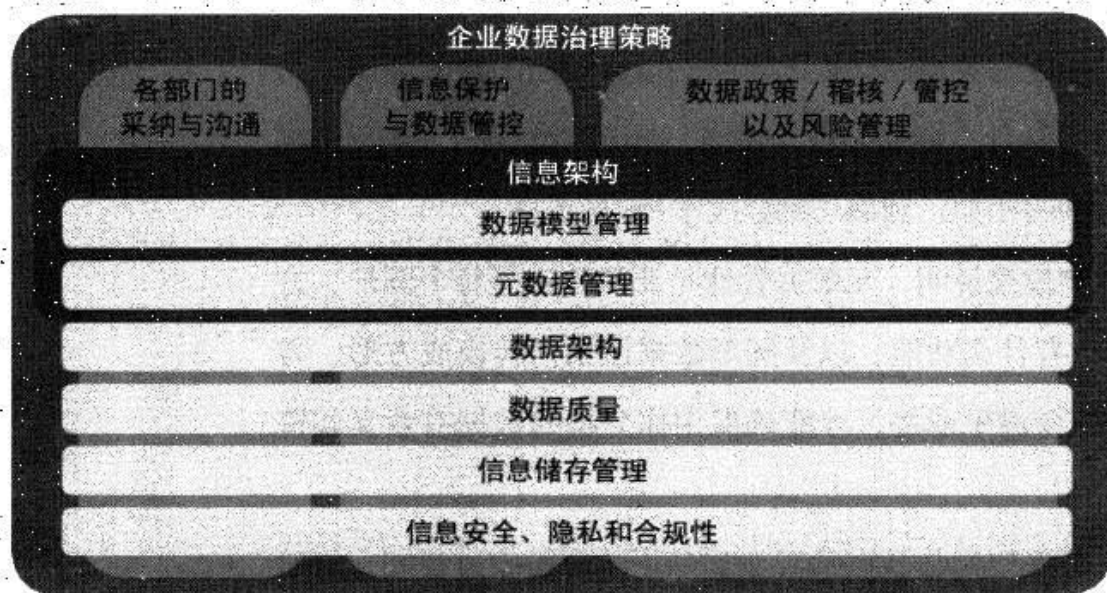 企业数据治理策略
各部门的
采纳与沟通
信息保护
与数据管控
数据政策 / 稽核 / 管控
以及风险管理
信息架构
数据模型管理
元数据管理
数据架构
数据质量
信息储存管理
信息安全、隐私和合规性